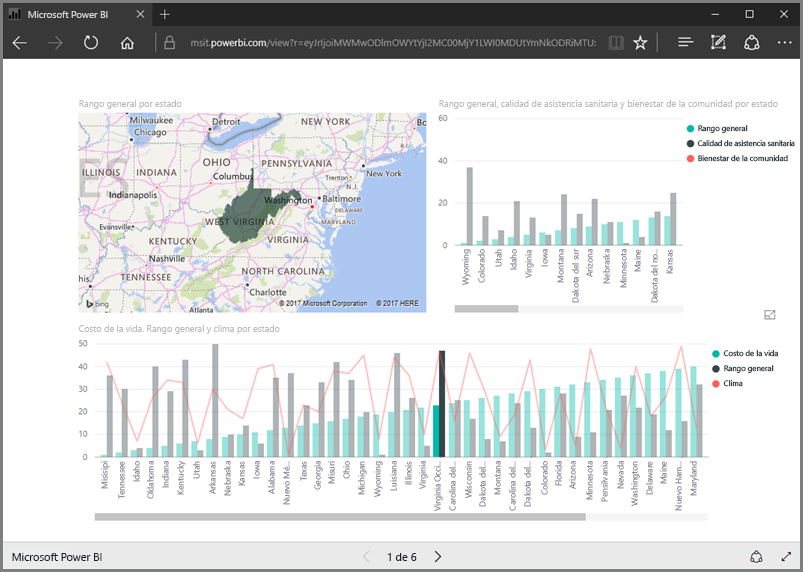 Microsoft Power BI
msit.powerbi.com/view?r=eyJrIjoiMWMwODlmOWYtYjI2MC00MjY1LWI0MDUtYmNkODRiMTU:
Rango general por estado
Milwaukee
Detroit
NEW YORK
Bo
Chicago
OHIO
PENNSYLVANIA
ILLINOIS
INDIANA
ES
Columbus
Trenton
New York
R.I.
Indianapolis
N.J.
Washington
Baltimore
DELAWARE
WEST VIRGINIA
MARYLAND
Evansville
KENTUCKY
VIRGINIA
Nashville
TENNESSEE
NORTH CAROLINA
Charlotte
bing
Atlanta
© 2017 Microsoft Corporation © 2017 HERE
Rango general, calidad de asistencia sanitaria y bienestar de la comunidad por estado
60
40
20
0
Rango general
Calidad de asistencia sanitaria
Bienestar de la comunidad
Wyoming
Colorado
Utah
Idaho
Virginia
Iowa
Montana
Dakota del sur
Arizona
Nebraska
Minnesota
Maine
Dakota del no...
Kansas
Costo de la vida. Rango general y clima por estado
50
40
30
20
10
0
Costo de la vida
Rango general
Clima
Missipi
Tennessee
Idaho
Oklahoma
Indiana
Kentucky
Utah
Arkansas
Nebraska
Kansas
Iowa
Alabama
Nuevo Mé...
Texas
Georgia
Misuri
Ohio
Michigan
Wyoming
Luisiana
Illinois
Virginia
Virginia Occi...
Carolina del...
Wisconsin
Dakota del...
Montana
Carolina del...
Dakota del...
Colorado
Florida
Arizona
Minnesota
Pensilvania
Nevada
Washington
Delaware
Maine
Nuevo Ham...
Maryland
Microsoft Power BI
1 de 6